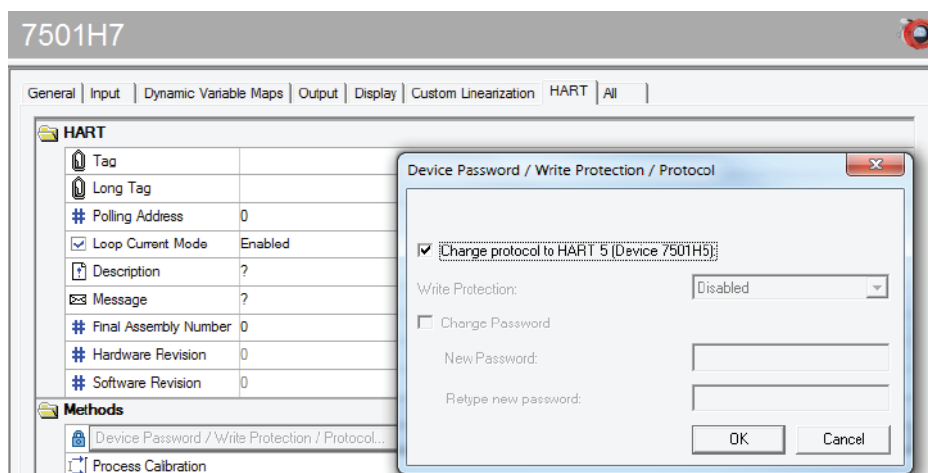 7501H7
General Input Dynamic Variable Maps Output Display Custom Linearization HART All
HART
Tag
Long Tag
Polling Address 0
Loop Current Mode Enabled
Description ?
Message ?
Final Assembly Number 0
Hardware Revision 0
Software Revision 0
Methods
Device Password / Write Protection / Protocol...
Process Calibration
Device Password / Write Protection / Protocol
Change protocol to HART 5 (Device 7501H5):
Write Protection: Disabled
Change Password
New Password:
Retype new password:
OK Cancel